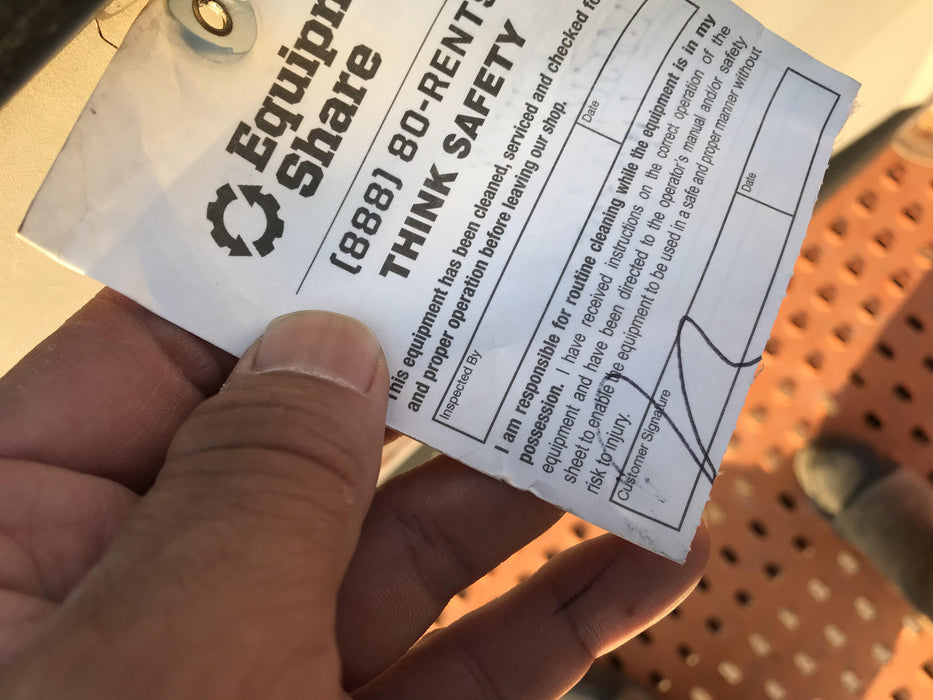 Equipm
Share
(888) 80-RENTS
THINK SAFETY
This equipment has been cleaned, serviced and checked fo
and proper operation before leaving our shop.
Inspected By
Date
I am responsible for routine cleaning while the equipment is in my
possession. I have received instructions on the correct operation of the
equipment and have been directed to the operator's manual and/or safety
sheet to enable the equipment to be used in a safe and proper manner without
risk to injury.
Customer Signature
Date